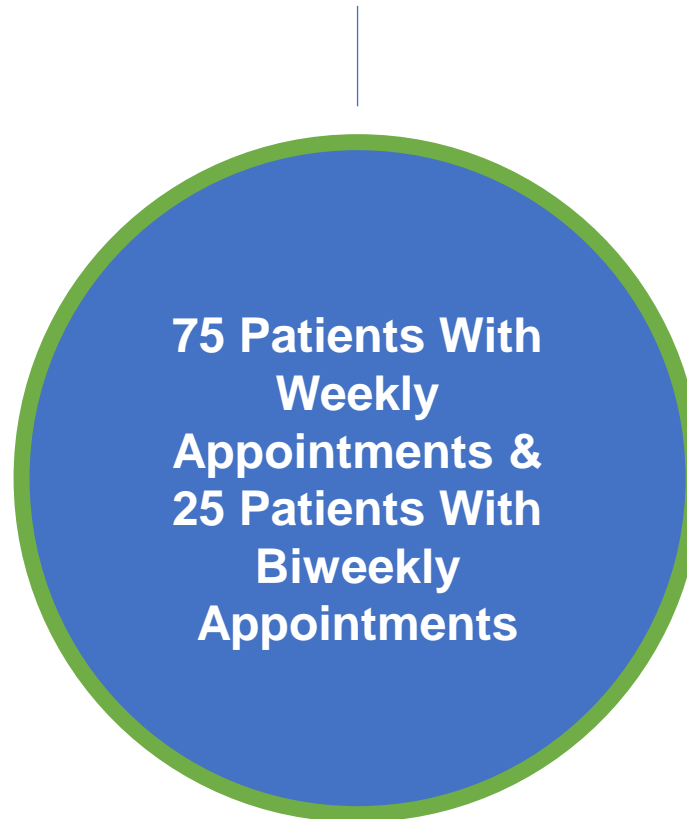 75 Patients With
Weekly
Appointments &
25 Patients With
Biweekly
Appointments